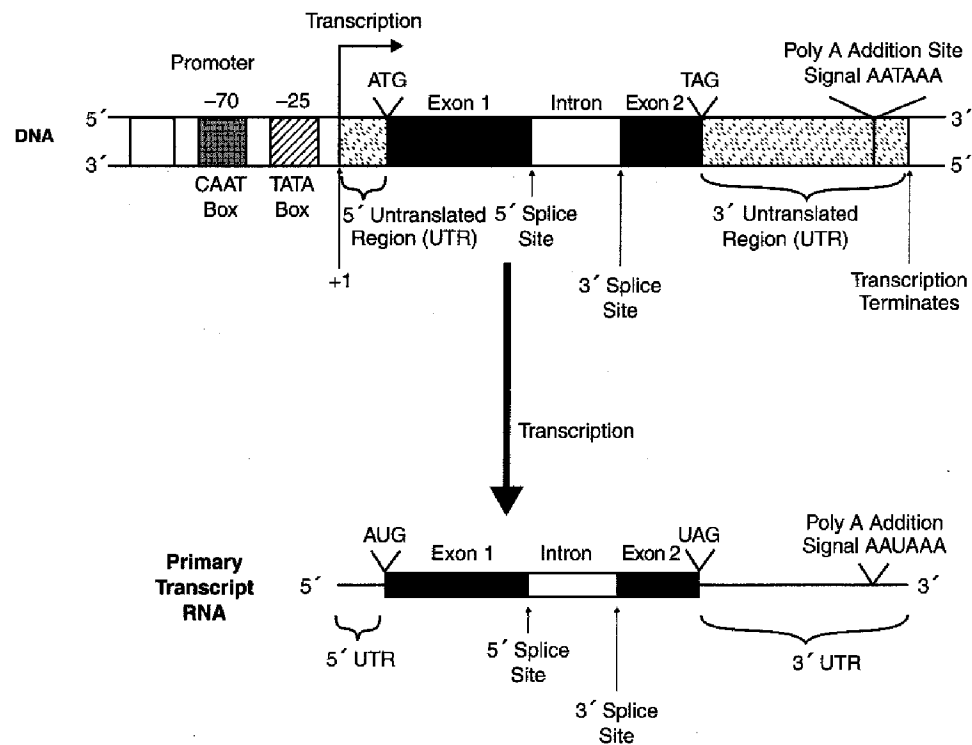 Transcription
Promoter
Poly A Addition Site
Signal AATAAA
–70
–25
ATG
Exon 1
Intron
Exon 2
TAG
DNA
5´
3´
3´
5´
CAAT
Box
TATA
Box
5´ Untranslated
Region (UTR)
5´ Splice
Site
3´ Untranslated
Region (UTR)
+1
3´ Splice
Site
Transcription
Terminates
Transcription
Primary
Transcript
RNA
5´
AUG
Exon 1
Intron
Exon 2
UAG
Poly A Addition
Signal AAUAAA
3´
5´ UTR
5´ Splice
Site
3´ UTR
3´ Splice
Site